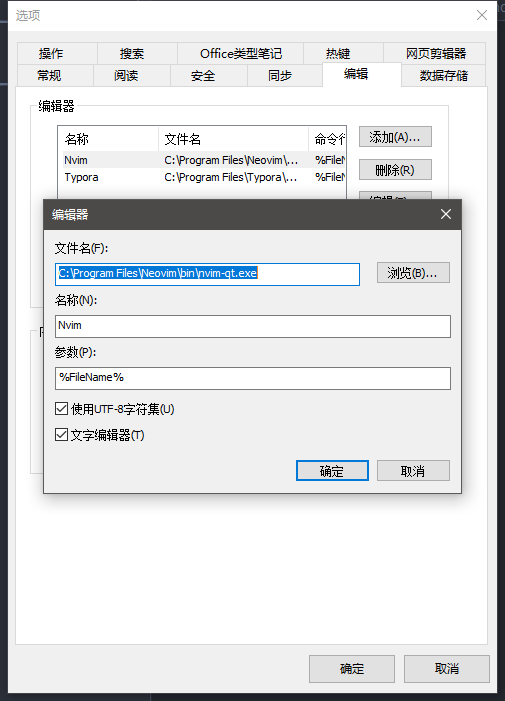 选项
操作 搜索 Office类型笔记 热键 网页剪辑器
常规 阅读 安全 同步 编辑 数据存储
编辑器
名称 文件名 命令行
Nvim C:\Program Files\Neovim\... %FileN
Typora C:\Program Files\Typora\... %FileN
添加(A)...
删除(R)
编辑器
文件名(F):
C:\Program Files\Neovim\bin\nvim-qt.exe
浏览(B)...
名称(N):
Nvim
参数(P):
%FileName%
使用UTF-8字符集(U)
文字编辑器(T)
确定 取消
确定 取消